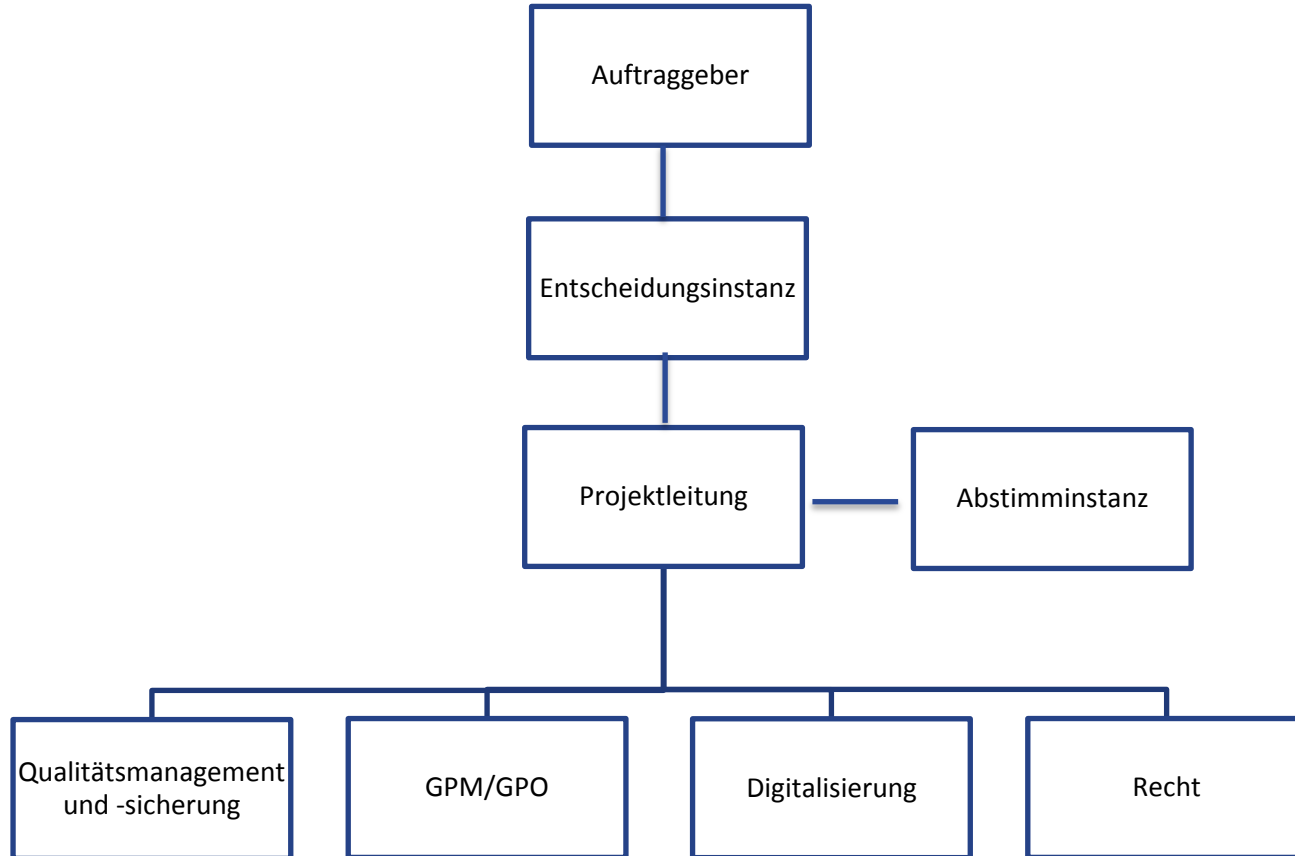 Auftraggeber
Entscheidungsinstanz
Projektleitung
Abstimminstanz
Qualitätsmanagement
und -sicherung
GPM/GPO
Digitalisierung
Recht